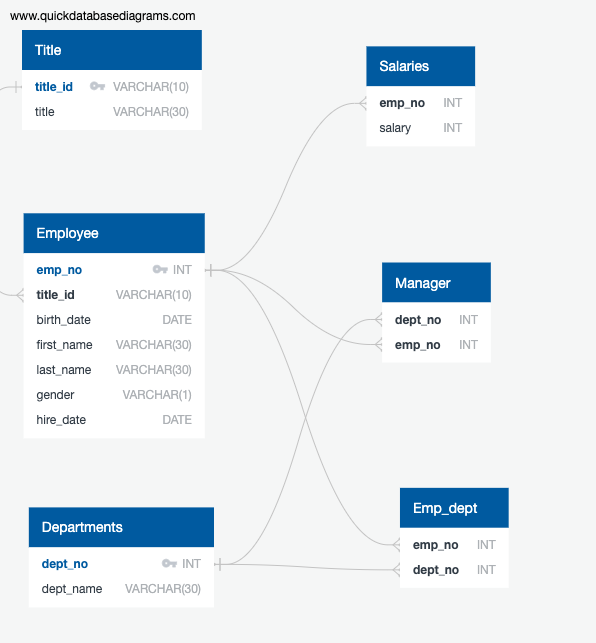 www.quickdatabasediagrams.com
Title
title_id VARCHAR(10)
title VARCHAR(30)
Salaries
emp_no INT
salary INT
Employee
emp_no INT
title_id VARCHAR(10)
birth_date DATE
first_name VARCHAR(30)
last_name VARCHAR(30)
gender VARCHAR(1)
hire_date DATE
Manager
dept_no INT
emp_no INT
Departments
dept_no INT
dept_name VARCHAR(30)
Emp_dept
emp_no INT
dept_no INT